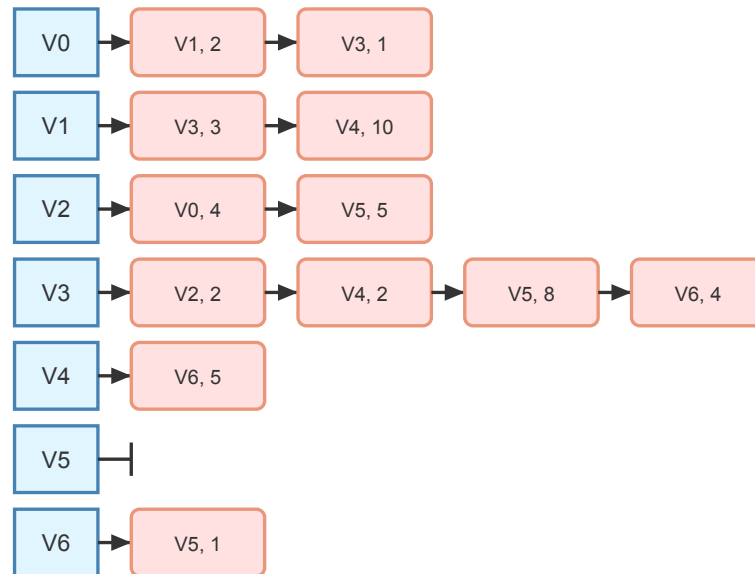 V0 V1, 2 V3, 1
V1 V3, 3 V4, 10
V2 V0, 4 V5, 5
V3 V2, 2 V4, 2 V5, 8 V6, 4
V4 V6, 5
V5
V6 V5, 1